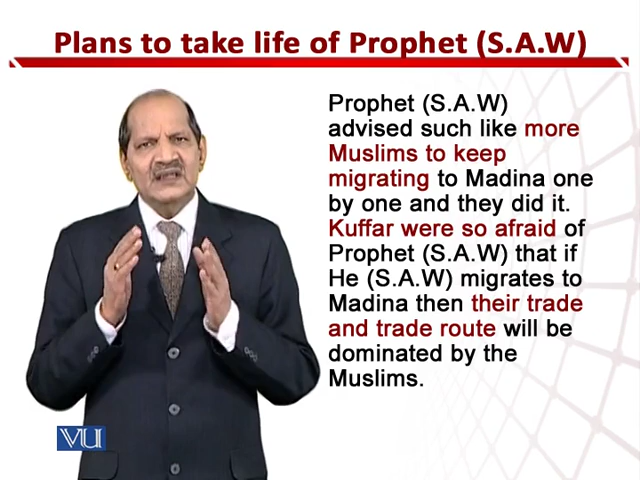 Plans to take life of Prophet (S.A.W)
Prophet (S.A.W)
advised such like more
Muslims to keep
migrating to Madina one
by one and they did it.
Kuffar were so afraid of
Prophet (S.A.W) that if
He (S.A.W) migrates to
Madina then their trade
and trade route will be
dominated by the
Muslims.
VU